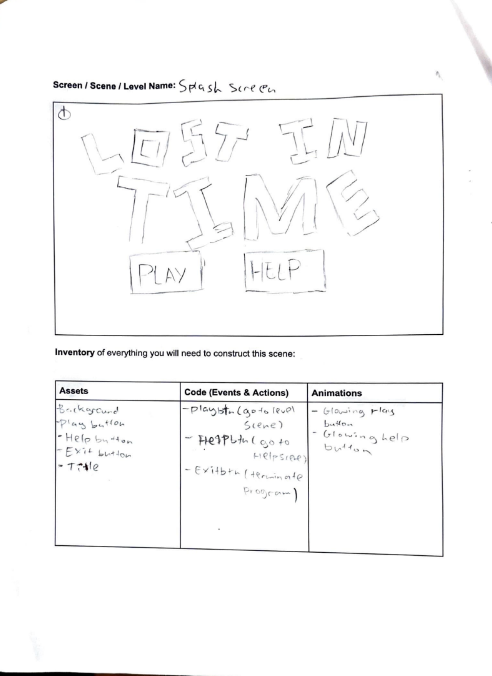 Screen / Scene / Level Name: Splash Screen
LOST IN
TIME
PLAY HELP
Inventory of everything you will need to construct this scene:
Assets
Background
- Play button
- Help button
- Exit button
- Title
Code (Events & Actions)
- playbtn (go to level
Scene)
- HelPbtn (go to
Helpscene)
- Exitbtn (terminate
Program)
Animations
- Glowing Play
button
- Glowing help
button